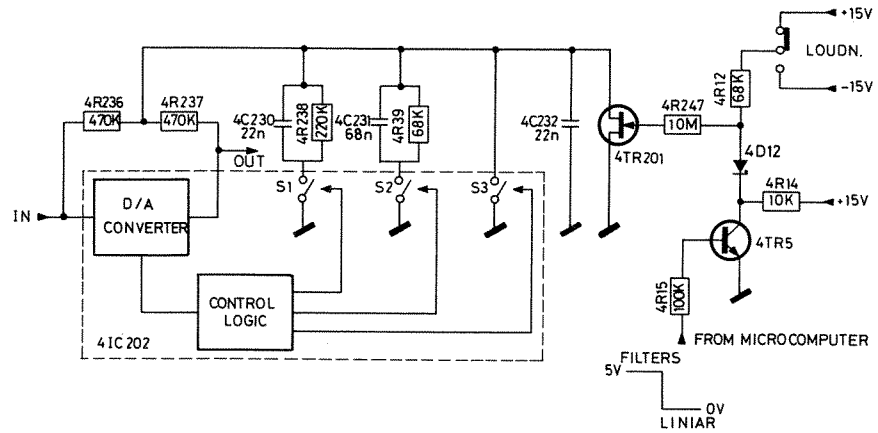 +15V
LOUDN.
-15V
4R12
68K
4R236
470K
4R237
470K
4C230
22n
4R238
220K
4C231
68n
4R39
68K
4C232
22n
4TR201
4R247
10M
4D12
4R14
10K
+15V
4TR5
4R15
100K
FROM MICROCOMPUTER
FILTERS
5V
0V
LINIAR
OUT
IN
D/A
CONVERTER
S1
S2
S3
CONTROL
LOGIC
4IC202